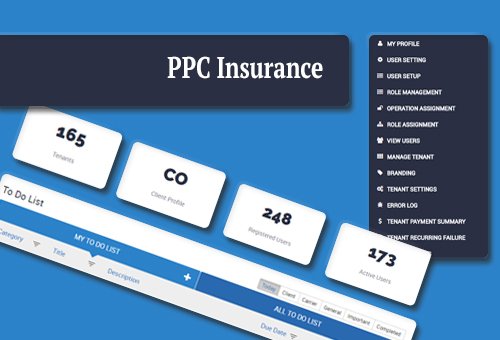 PPC Insurance
MY PROFILE
USER SETTING
USER SETUP
ROLE MANAGEMENT
OPERATION ASSIGNMENT
ROLE ASSIGNMENT
VIEW USERS
MANAGE TENANT
BRANDING
TENANT SETTINGS
ERROR LOG
TENANT PAYMENT SUMMARY
TENANT RECURRING FAILURE
165
Tenants
CO
Client Profile
248
Registered Users
173
Active Users
To Do List
MY TO DO LIST
Category Title Description
Today Client Carrier General Important Completed
ALL TO DO LIST
Due Date